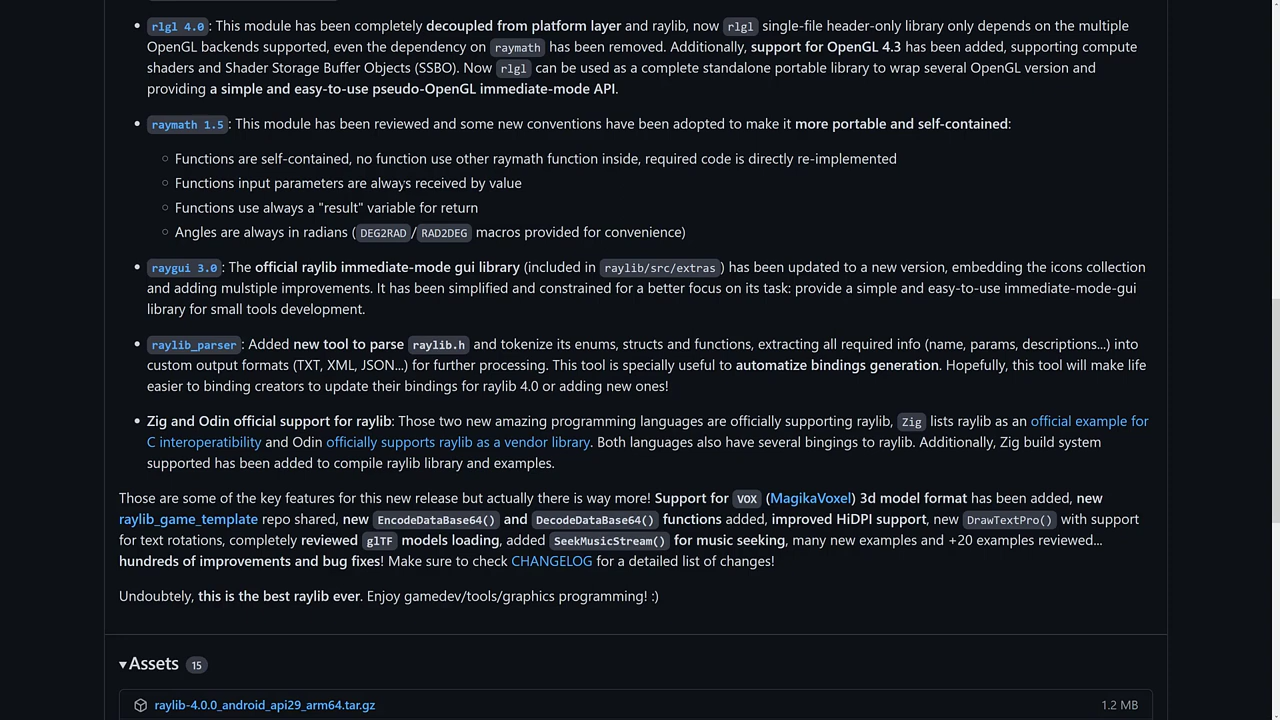 rlgl 4.0: This module has been completely decoupled from platform layer and raylib, now rlgl single-file header-only library only depends on the multiple
OpenGL backends supported, even the dependency on raymath has been removed. Additionally, support for OpenGL 4.3 has been added, supporting compute
shaders and Shader Storage Buffer Objects (SSBO). Now rlgl can be used as a complete standalone portable library to wrap several OpenGL version and
providing a simple and easy-to-use pseudo-OpenGL immediate-mode API.
raymath 1.5: This module has been reviewed and some new conventions have been adopted to make it more portable and self-contained:
Functions are self-contained, no function use other raymath function inside, required code is directly re-implemented
Functions input parameters are always received by value
Functions use always a "result" variable for return
Angles are always in radians (DEG2RAD/RAD2DEG macros provided for convenience)
raygui 3.0: The official raylib immediate-mode gui library (included in raylib/src/extras) has been updated to a new version, embedding the icons collection
and adding mulstiple improvements. It has been simplified and constrained for a better focus on its task: provide a simple and easy-to-use immediate-mode-gui
library for small tools development.
raylib_parser: Added new tool to parse raylib.h and tokenize its enums, structs and functions, extracting all required info (name, params, descriptions...) into
custom output formats (TXT, XML, JSON...) for further processing. This tool is specially useful to automatize bindings generation. Hopefully, this tool will make life
easier to binding creators to update their bindings for raylib 4.0 or adding new ones!
Zig and Odin official support for raylib: Those two new amazing programming languages are officially supporting raylib, Zig lists raylib as an official example for
C interoperatibility and Odin officially supports raylib as a vendor library. Both languages also have several bingings to raylib. Additionally, Zig build system
supported has been added to compile raylib library and examples.
Those are some of the key features for this new release but actually there is way more! Support for VOX (MagikaVoxel) 3d model format has been added, new
raylib_game_template repo shared, new EncodeDataBase64() and DecodeDataBase64() functions added, improved HiDPI support, new DrawTextPro() with support
for text rotations, completely reviewed glTF models loading, added SeekMusicStream() for music seeking, many new examples and +20 examples reviewed...
hundreds of improvements and bug fixes! Make sure to check CHANGELOG for a detailed list of changes!
Undoubtely, this is the best raylib ever. Enjoy gamedev/tools/graphics programming! :)
Assets 15
raylib-4.0.0_android_api29_arm64.tar.gz 1.2 MB